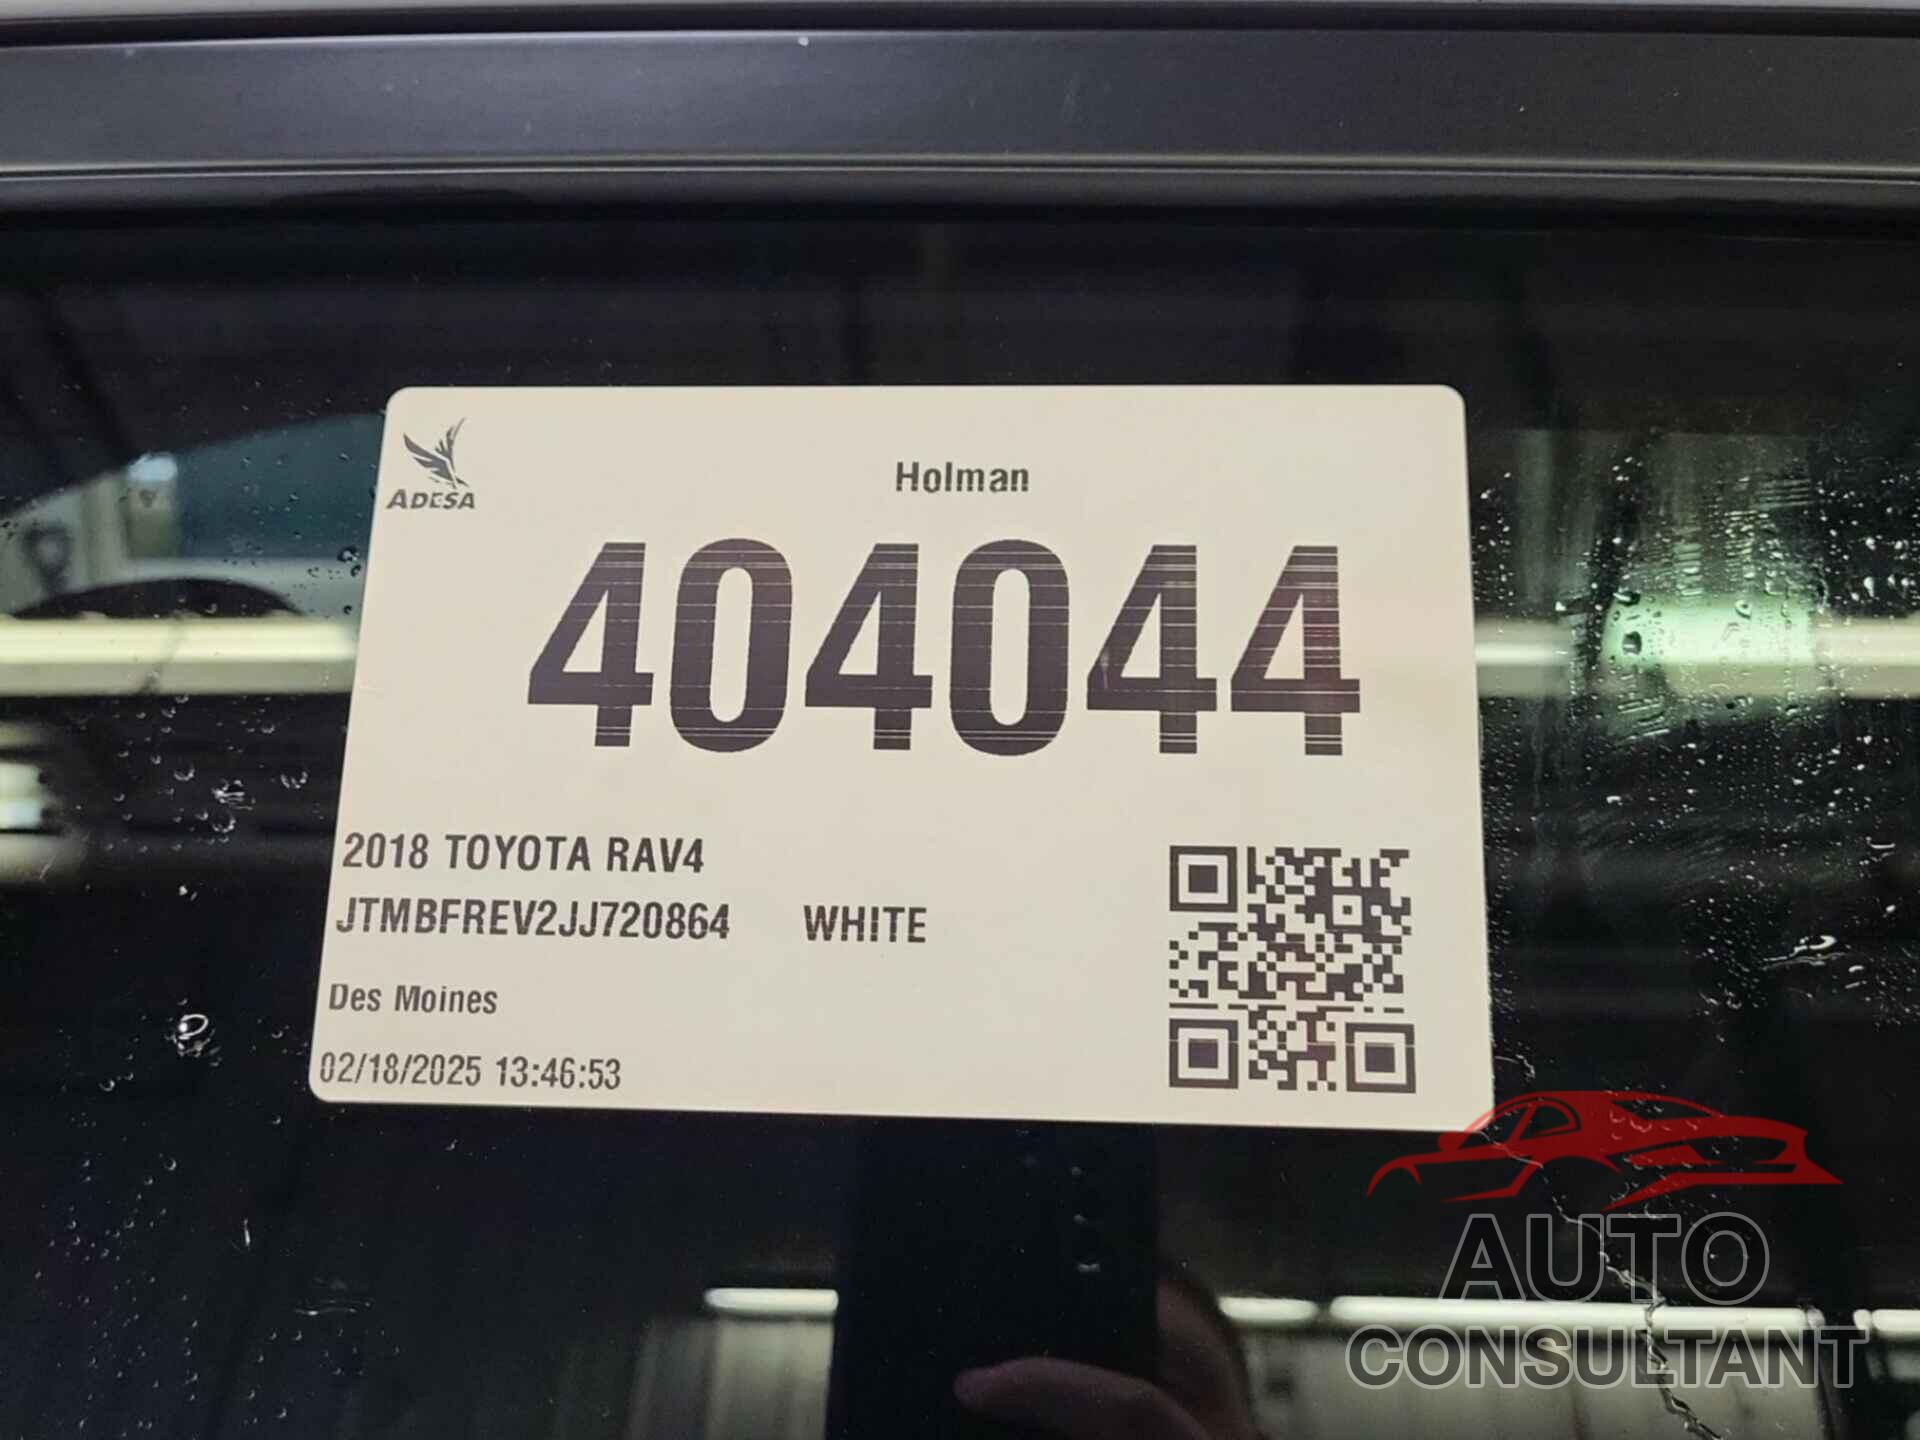 ADESA
Holman
404044
2018 TOYOTA RAV4
JTMBFREV2JJ720864 WHITE
Des Moines
02/18/2025 13:46:53
AUTO
CONSULTANT